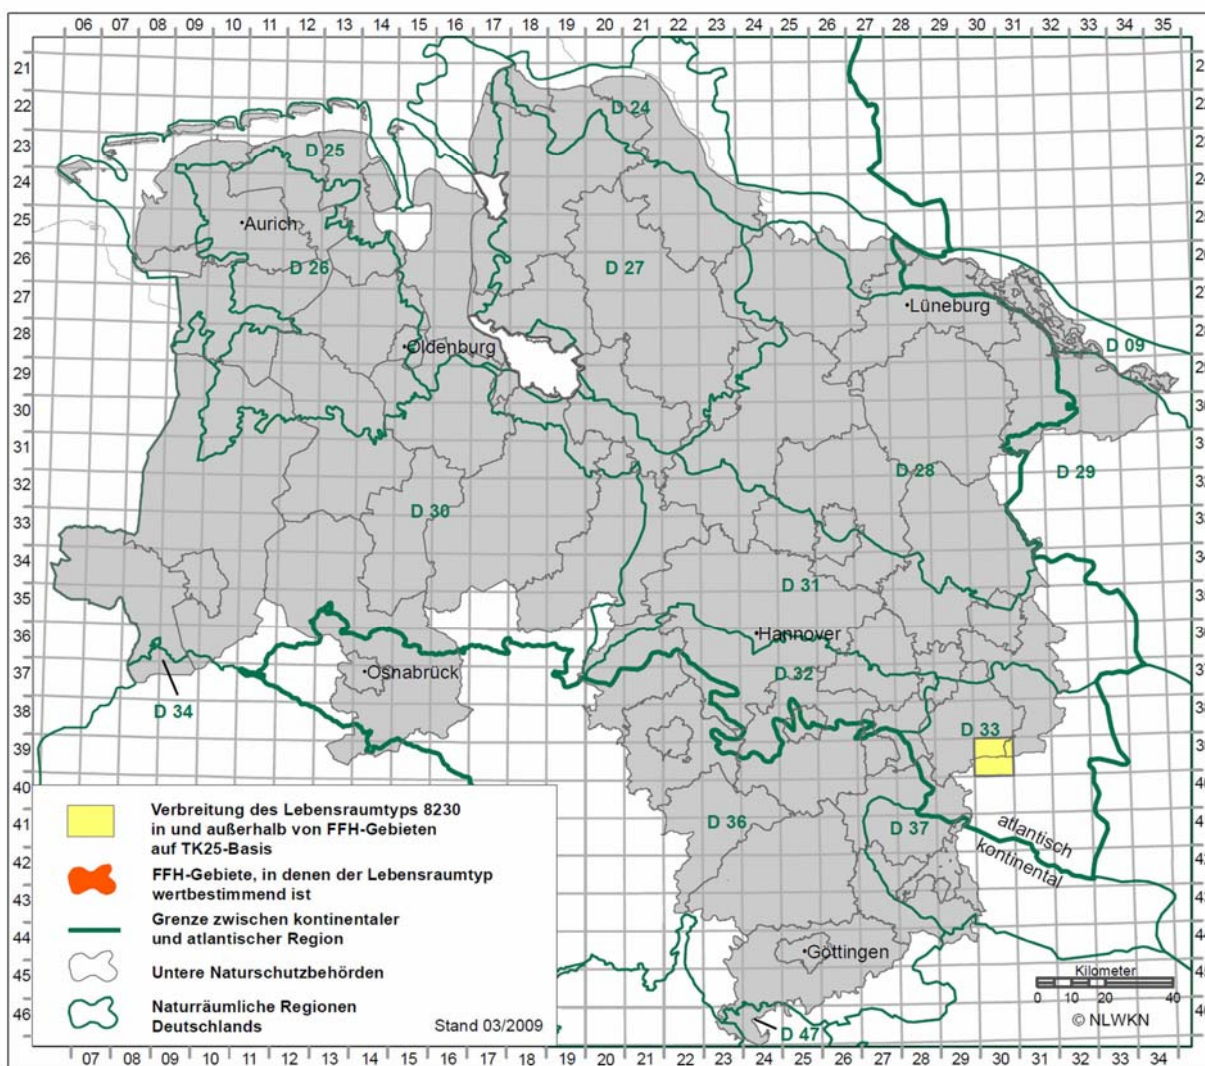 06 07 08 09 10 11 12 13 14 15 16 17 18 19 20 21 22 23 24 25 26 27 28 29 30 31 32 33 34 35
21
22
D 24
23
D 25
24
25
Aurich
26
D 26
D 27
27
Lüneburg
28
Oldenburg
D 09
29
30
31
D 28
D 29
32
D 30
33
34
35
D 31
36
Hannover
37
Osnabrück
D 32
38
D 34
D 33
39
40
D 36
D 37
atlantisch
kontinental
41
42
43
44
Göttingen
45
46
D 47
Verbreitung des Lebensraumtyps 8230
in und außerhalb von FFH-Gebieten
auf TK25-Basis
FFH-Gebiete, in denen der Lebensraumtyp
wertbestimmend ist
Grenze zwischen kontinentaler
und atlantischer Region
Untere Naturschutzbehörden
Naturräumliche Regionen
Deutschlands
Stand 03/2009
Kilometer
0 5 10 20 40
© NLWKN
07 08 09 10 11 12 13 14 15 16 17 18 19 20 21 22 23 24 25 26 27 28 29 30 31 32 33 34